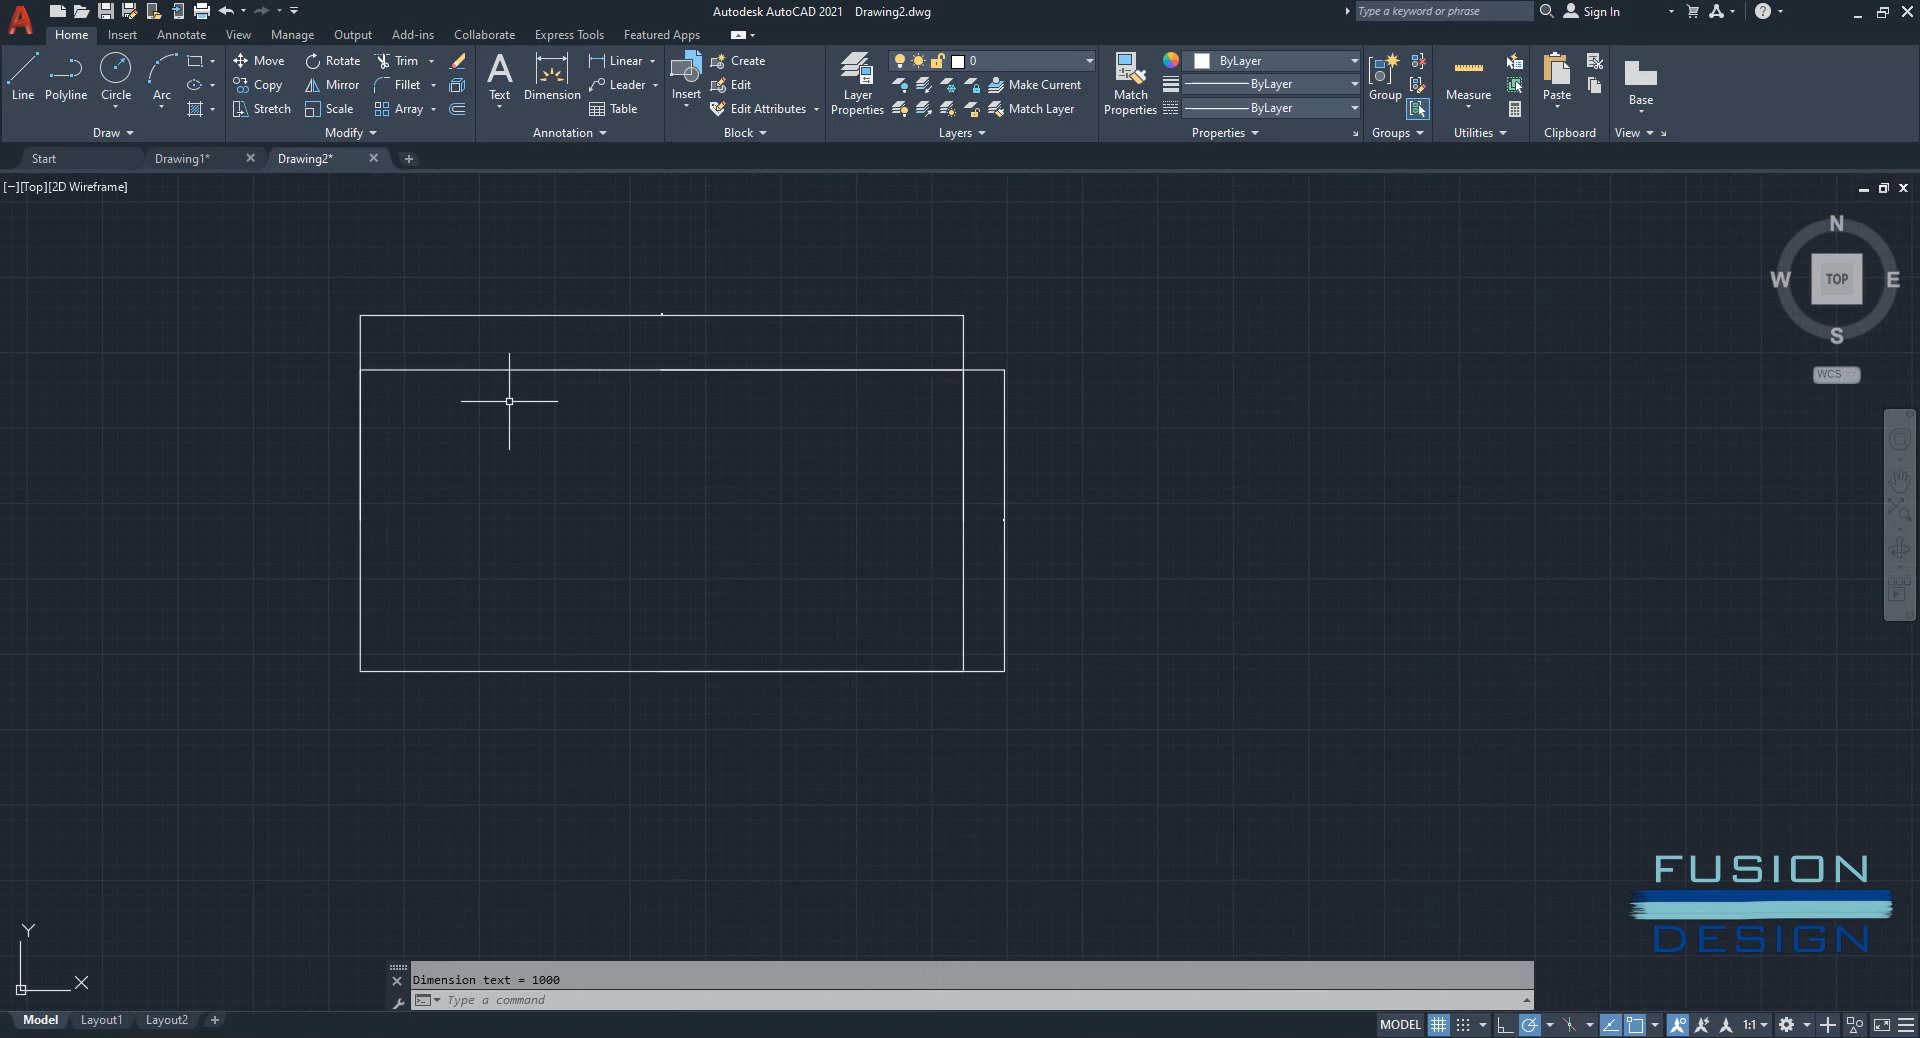 Autodesk AutoCAD 2021 Drawing2.dwg
Type a keyword or phrase
Sign In
Home Insert Annotate View Manage Output Add-ins Collaborate Express Tools Featured Apps
Line Polyline Circle Arc
Move Rotate Trim
Copy Mirror Fillet
Stretch Scale Array
Text Dimension
Linear
Leader
Table
Insert
Create
Edit
Edit Attributes
Layer
Properties
0
Make Current
Match Layer
Match
Properties
ByLayer
ByLayer
ByLayer
Group
Measure
Paste
Base
Draw Modify Annotation Block Layers Properties Groups Utilities Clipboard View
Start Drawing1* Drawing2*
[−][Top][2D Wireframe]
N
W TOP E
S
WCS
FUSION
DESIGN
Y
X
Dimension text = 1000
Type a command
Model Layout1 Layout2
MODEL 1:1